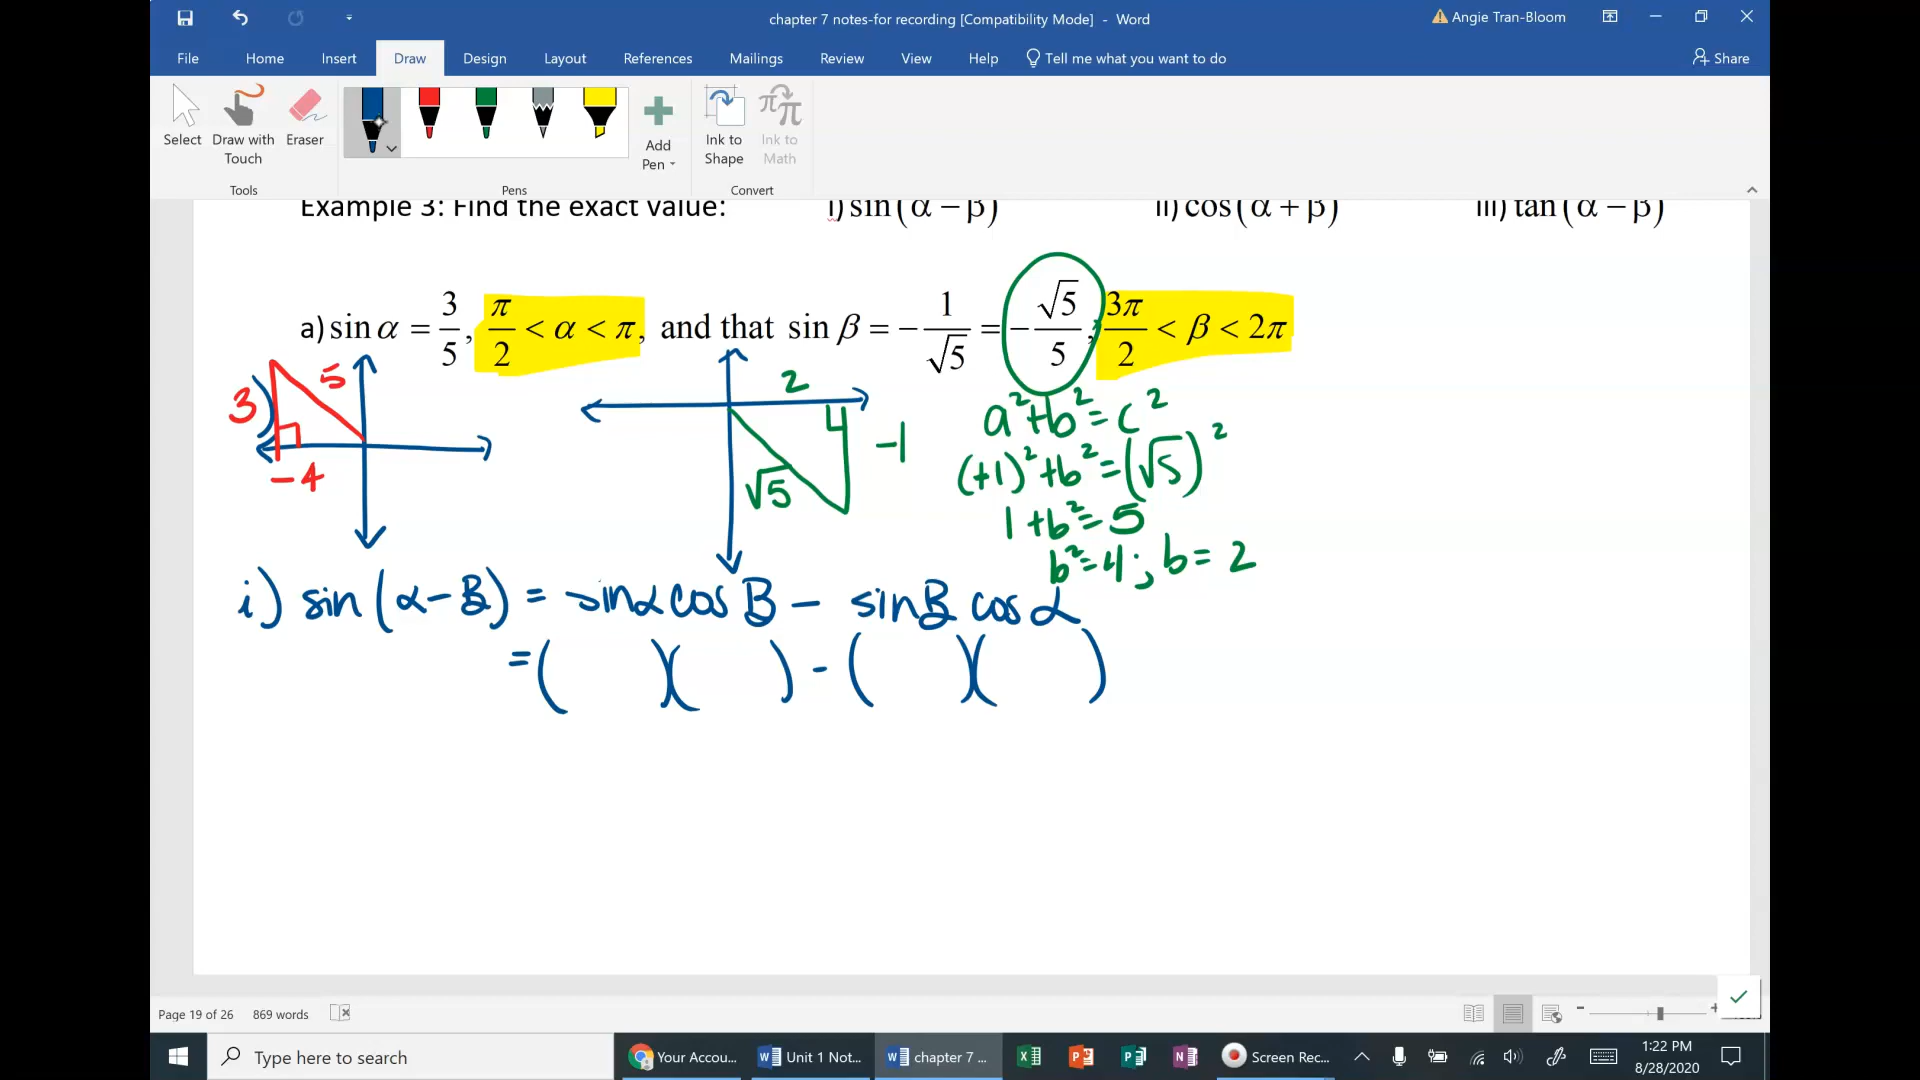 chapter 7 notes-for recording [Compatibility Mode] - Word
Angie Tran-Bloom
File Home Insert Draw Design Layout References Mailings Review View Help Tell me what you want to do Share
Select Draw with Touch Eraser Add Pen Ink to Shape Ink to Math
Tools Pens Convert
Example 3: Find the exact value: i) sin(α − β) ii) cos(α + β) iii) tan(α − β)
a) sin α = 3/5, π/2 < α < π, and that sin β = −1/√5 = −√5/5, 3π/2 < β < 2π
3 5 -4
2 -1 √5
a²+b²=c²
(+1)²+b²=(√5)²
1+b²=5
b²=4; b=2
i) sin(α-B) = sinαcosB - sinB cosα
=( )( ) - ( )( )
Page 19 of 26 869 words
Type here to search
Your Accou... Unit 1 Not... chapter 7 ... Screen Rec...
1:22 PM
8/28/2020